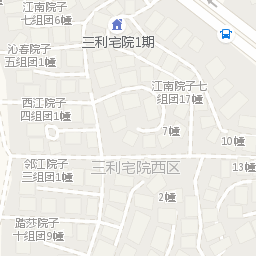 江南院子
七组团6幢
三利宅院1期
沁春院子
五组团1幢
江南院子七
组团17幢
西江院子
四组团1幢
7幢
10幢
邬江院子
三组团1幢
三利宅院西区
13幢
2幢
踏莎院子
十组团9幢